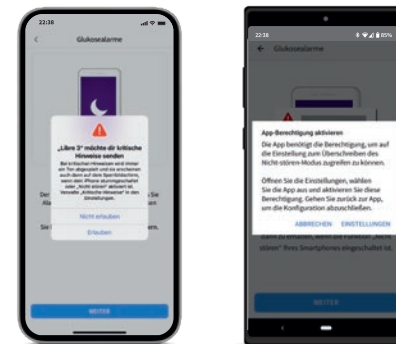 22:38
Glukosealarme
„Libre 3" möchte dir kritische
Hinweise senden
Bei kritischen Hinweisen wird immer
ein Ton abgespielt und sie erscheinen
auch dann auf dem Sperrbildschirm,
wenn dein iPhone stummgeschaltet
oder „Nicht stören" aktiviert ist.
Verwalte „Kritische Hinweise" in den
Einstellungen.
Nicht erlauben
Erlauben
WEITER
22:38
85%
Glukosealarme
App-Berechtigung aktivieren
Die App benötigt die Berechtigung, um auf
die Einstellung zum Überschreiben des
Nicht-stören-Modus zugreifen zu können.
Öffnen Sie die Einstellungen, wählen
Sie die App aus und aktivieren Sie diese
Berechtigung. Gehen Sie zurück zur App,
um die Konfiguration abzuschließen.
ABBRECHEN EINSTELLUNGEN
stören" Ihres Smartphones eingeschaltet ist.
WEITER